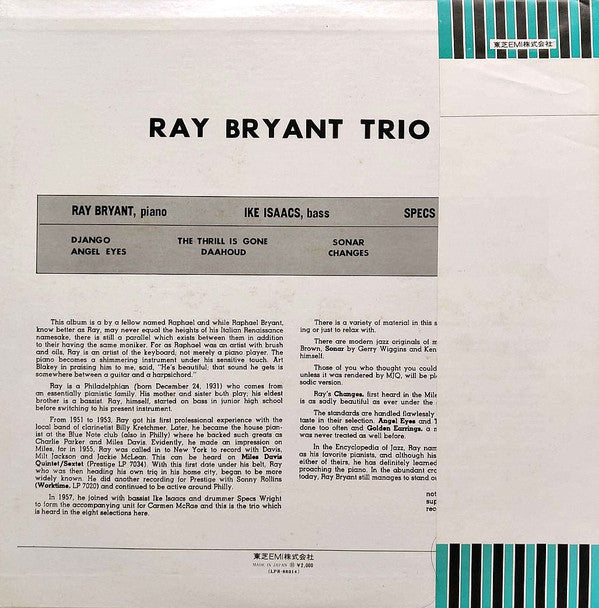 東芝EMI株式会社
RAY BRYANT TRIO
RAY BRYANT, piano IKE ISAACS, bass SPECS
DJANGO THE THRILL IS GONE SONAR
ANGEL EYES DAAHOUD CHANGES
This album is a by a fellow named Raphael and while Raphael Bryant,
know better as Ray, may never equal the heights of his Italian Renaissance
namesake, there is still a parallel which exists between them in addition
to their having the same moniker. For as Raphael was an artist with brush
and oils, Ray is an artist of the keyboard; not merely a piano player. The
piano becomes a shimmering instrument under his sensitive touch. Art
Blakey in praising him to me, said, "He's beautiful; that sound he gets is
somewhere between a guitar and a harpsichord."
Ray is a Philadelphian (born December 24, 1931) who comes from
an essentially pianistic family. His mother and sister both play; his eldest
brother is a bassist. Ray, himself, started on bass in junior high school
before switching to his present instrument.
From 1951 to 1953, Ray got his first professional experience with the
local band of clarinetist Billy Kretchmer. Later, he became the house pian-
ist at the Blue Note club (also in Philly) where he backed such greats as
Charlie Parker and Miles Davis. Evidently, he made an impression on
Miles, for in 1955, Ray was called in to New York to record with Davis,
Milt Jackson and Jackie McLean. This can be heard on Miles Davis
Quintet/Sextet (Prestige LP 7034). With this first date under his belt, Ray
who was then heading his own trio in his home city, began to be more
widely known. He did another recording for Prestige with Sonny Rollins
(Worktime, LP 7020) and continued to be active around Philly.
In 1957, he joined with bassist Ike Isaacs and drummer Specs Wright
to form the accompanying unit for Carmen McRae and this is the trio which
is heard in the eight selections here.
There is a variety of material in this s
ing or just to relax with.
There are modern jazz originals of m
Brown, Sonar by Gerry Wiggins and Ken
himself.
Those of you who thought you could
unless it was rendered by MJQ, will be pl
sodic version.
Ray's Changes, first heard in the Mile
is as sadly beautiful as ever under the
The standards are handled flawlessly
taste in their selection. Angel Eyes and T
done too often and Golden Earrings, a
was never treated as well before.
In the Encyclopedia of Jazz, Ray nam
as his favorite pianists, and although his
either of theirs, he has definitely learned
proaching the piano. In the abundant cro
today, Ray Bryant still manages to stand o
not
sup
rec
東芝EMI株式会社
MADE IN JAPAN ¥2,000
(LPR-88014)